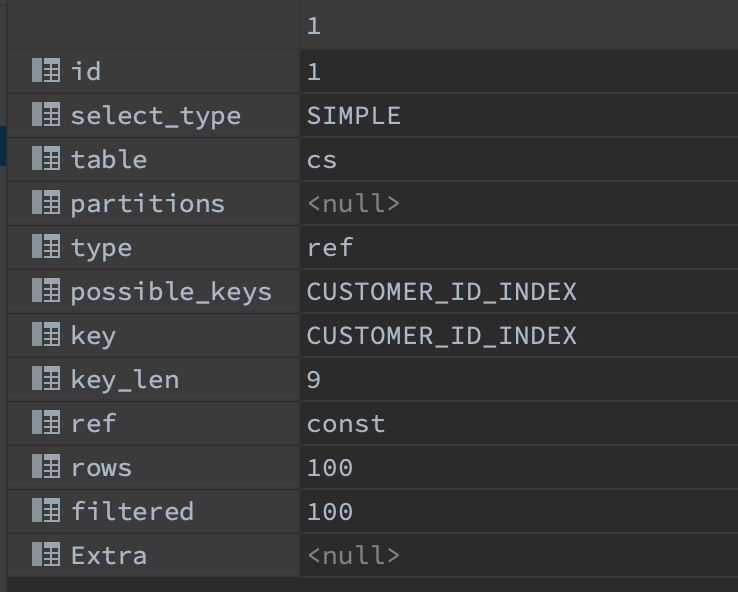 1
id 1
select_type SIMPLE
table cs
partitions <null>
type ref
possible_keys CUSTOMER_ID_INDEX
key CUSTOMER_ID_INDEX
key_len 9
ref const
rows 100
filtered 100
Extra <null>